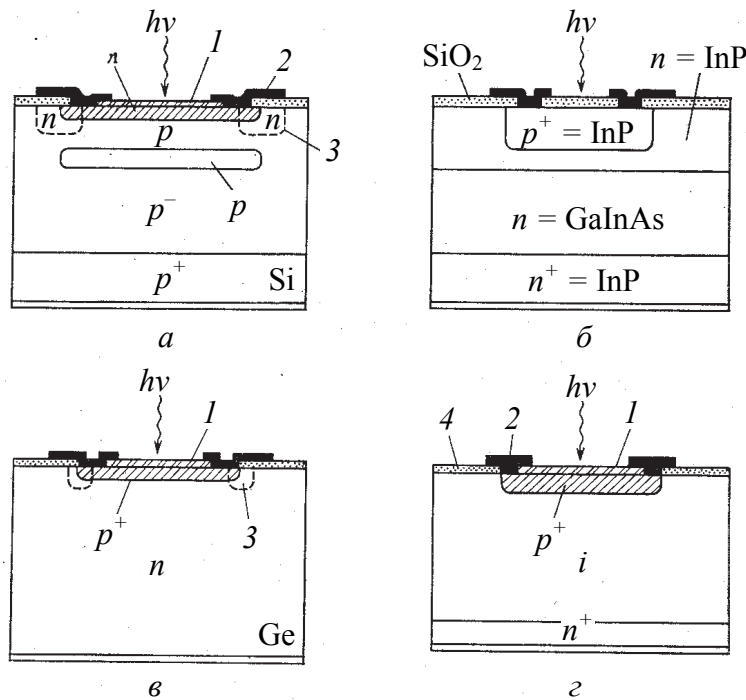 hν
1
2
n
n
n
p
3
p
p⁻
p⁺
Si
а
hν
SiO₂
n = InP
p⁺ = InP
n = GaInAs
n⁺ = InP
б
hν
1
p⁺
3
n
Ge
в
hν
4
2
1
p⁺
i
n⁺
г